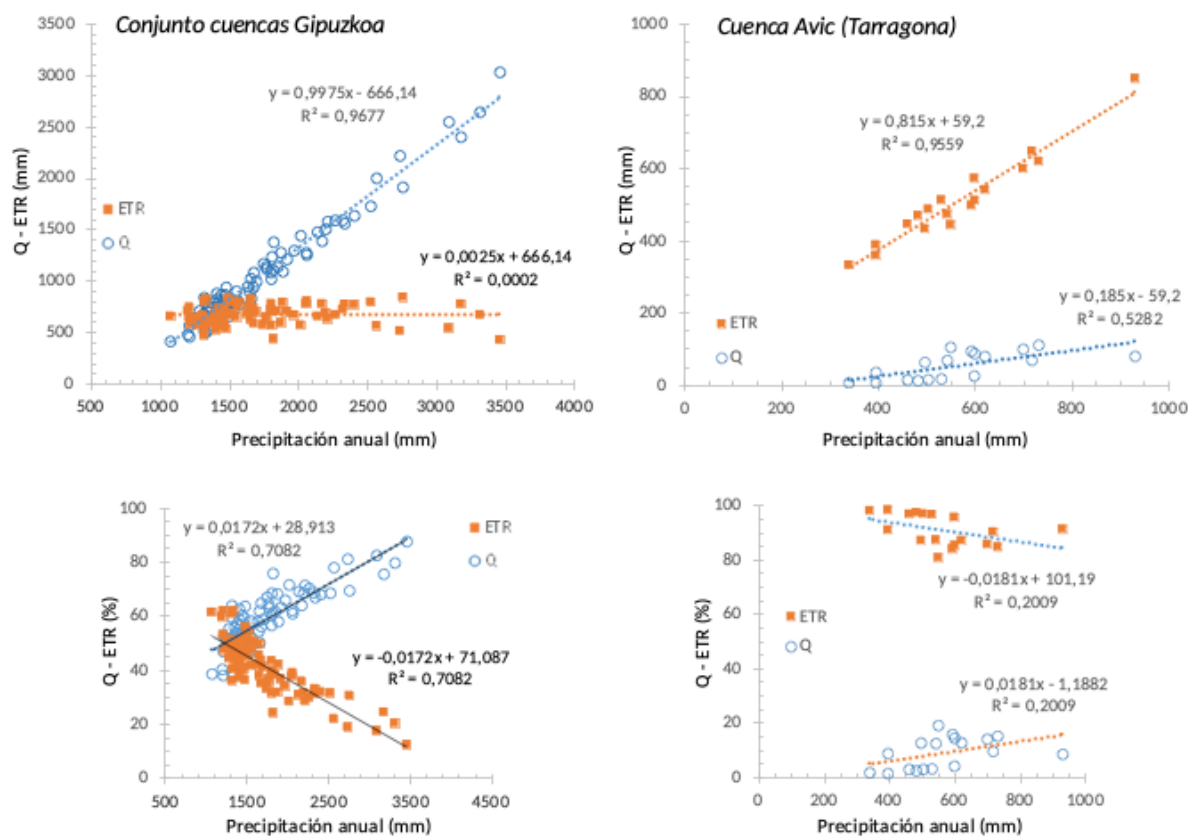 Conjunto cuencas Gipuzkoa
3500
3000
2500
2000
1500
1000
500
0
Q - ETR (mm)
y = 0,9975x - 666,14
R² = 0,9677
ETR
Q
y = 0,0025x + 666,14
R² = 0,0002
500 1000 1500 2000 2500 3000 3500 4000
Precipitación anual (mm)
Cuenca Avic (Tarragona)
1000
800
600
400
200
0
Q - ETR (mm)
y = 0,815x + 59,2
R² = 0,9559
y = 0,185x - 59,2
R² = 0,5282
ETR
Q
0 200 400 600 800 1000
Precipitación anual (mm)
100
80
60
40
20
0
Q - ETR (%)
y = 0,0172x + 28,913
R² = 0,7082
ETR
Q
y = -0,0172x + 71,087
R² = 0,7082
500 1500 2500 3500 4500
Precipitación anual (mm)
100
80
60
40
20
0
Q - ETR (%)
-0,0181x + 101,19
R² = 0,2009
ETR
Q
y = 0,0181x - 1,1882
R² = 0,2009
0 200 400 600 800 1000
Precipitación anual (mm)